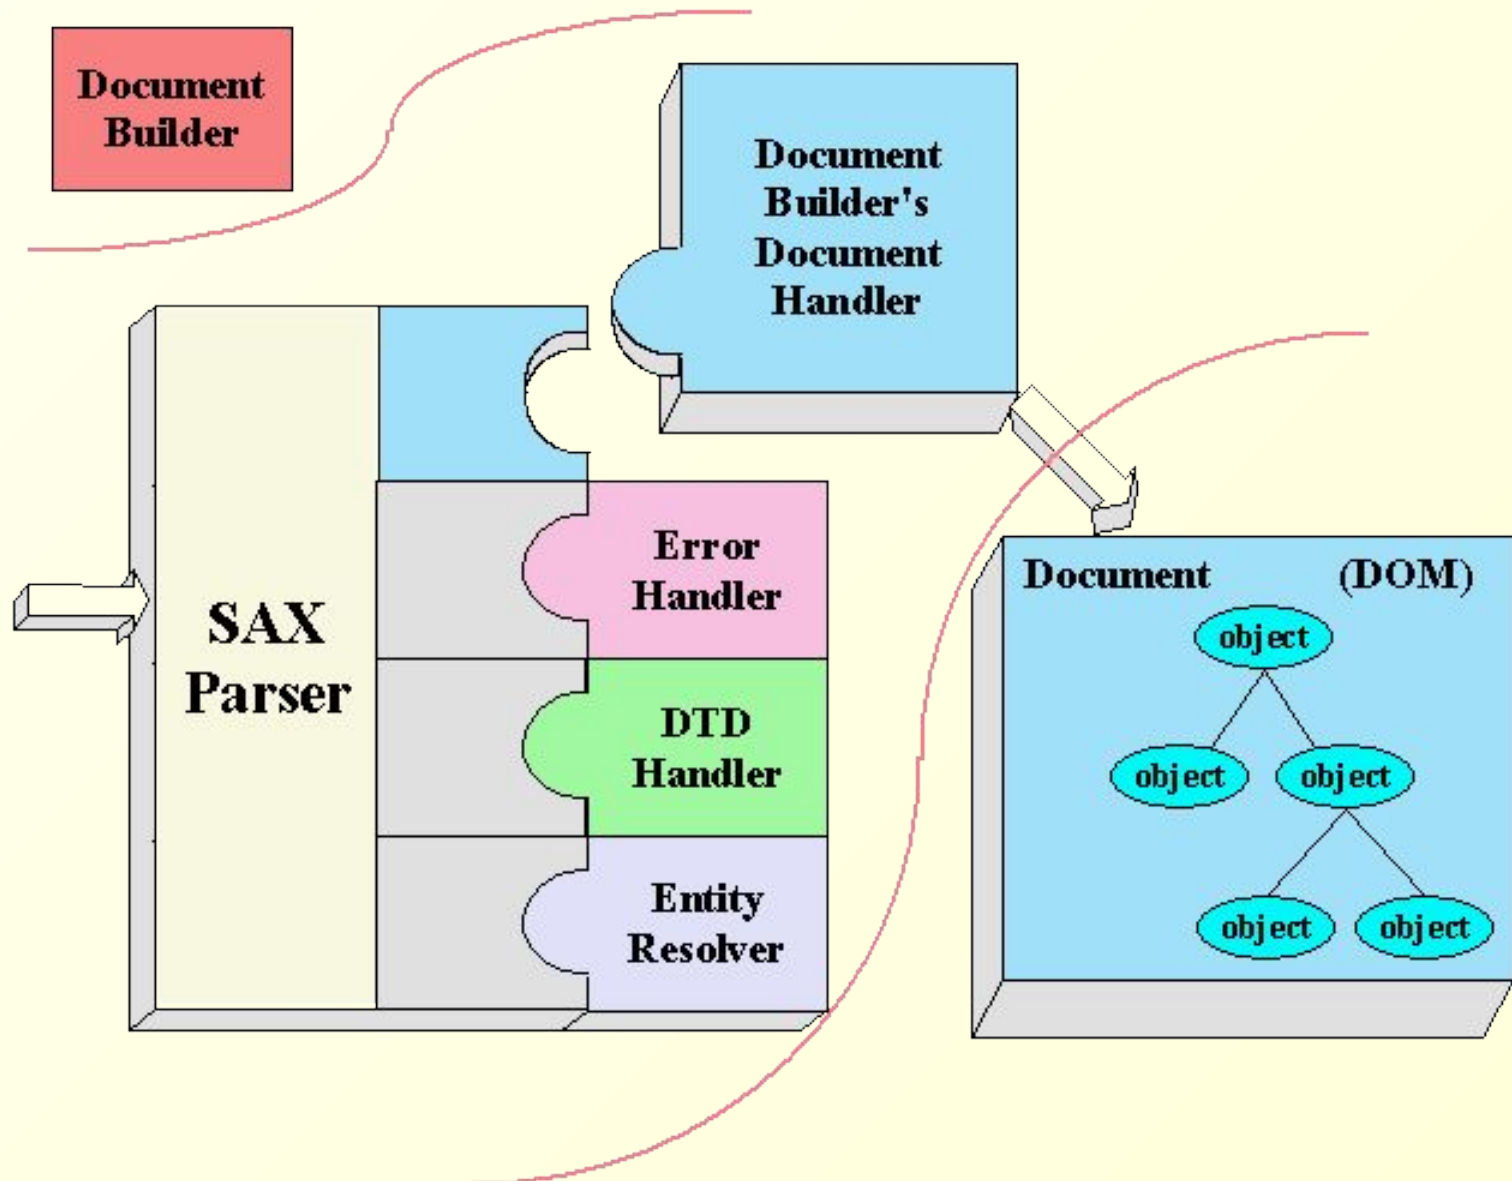 Document
Builder
Document
Builder's
Document
Handler
SAX
Parser
Error
Handler
DTD
Handler
Entity
Resolver
Document (DOM)
object
object object
object object